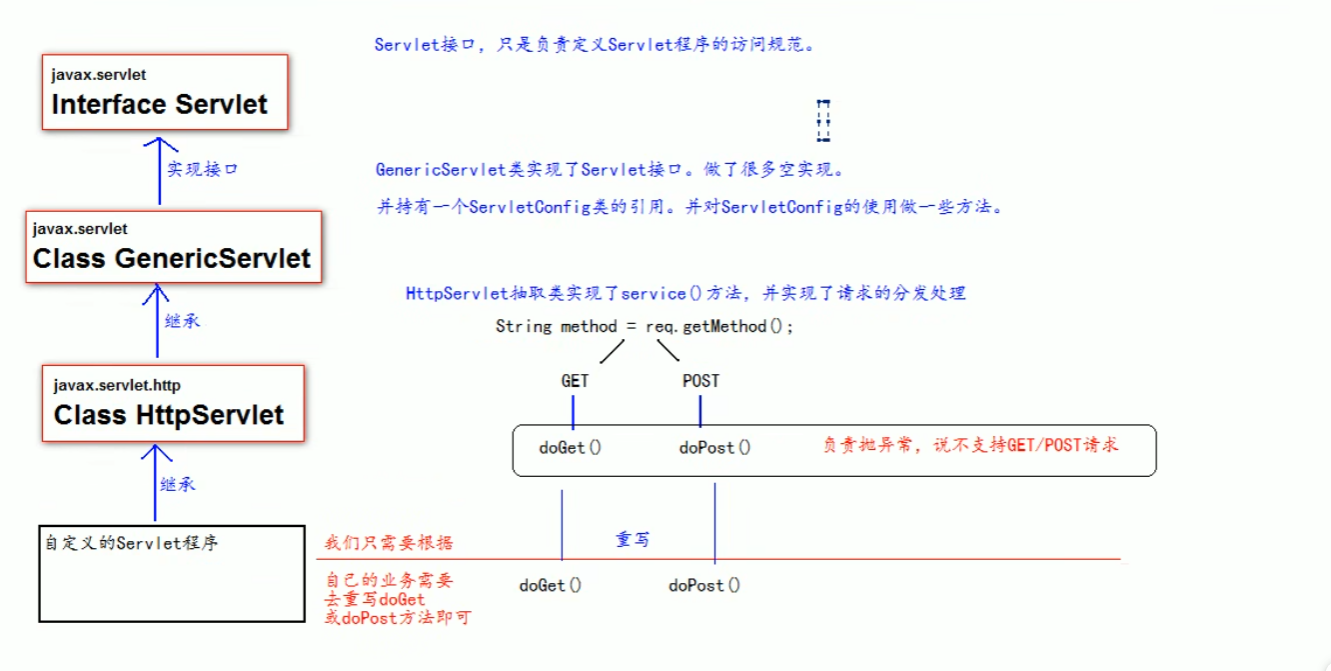 Servlet接口，只是负责定义Servlet程序的访问规范。
javax.servlet
Interface Servlet
实现接口
GenericServlet类实现了Servlet接口。做了很多空实现。
并持有一个ServletConfig类的引用。并对ServletConfig的使用做一些方法。
javax.servlet
Class GenericServlet
继承
HttpServlet抽取类实现了service()方法，并实现了请求的分发处理
String method = req.getMethod();
GET
POST
javax.servlet.http
Class HttpServlet
doGet()
doPost()
负责抛异常，说不支持GET/POST请求
继承
自定义的Servlet程序
我们只需要根据
重写
自己的业务需要
去重写doGet
或doPost方法即可
doGet()
doPost()